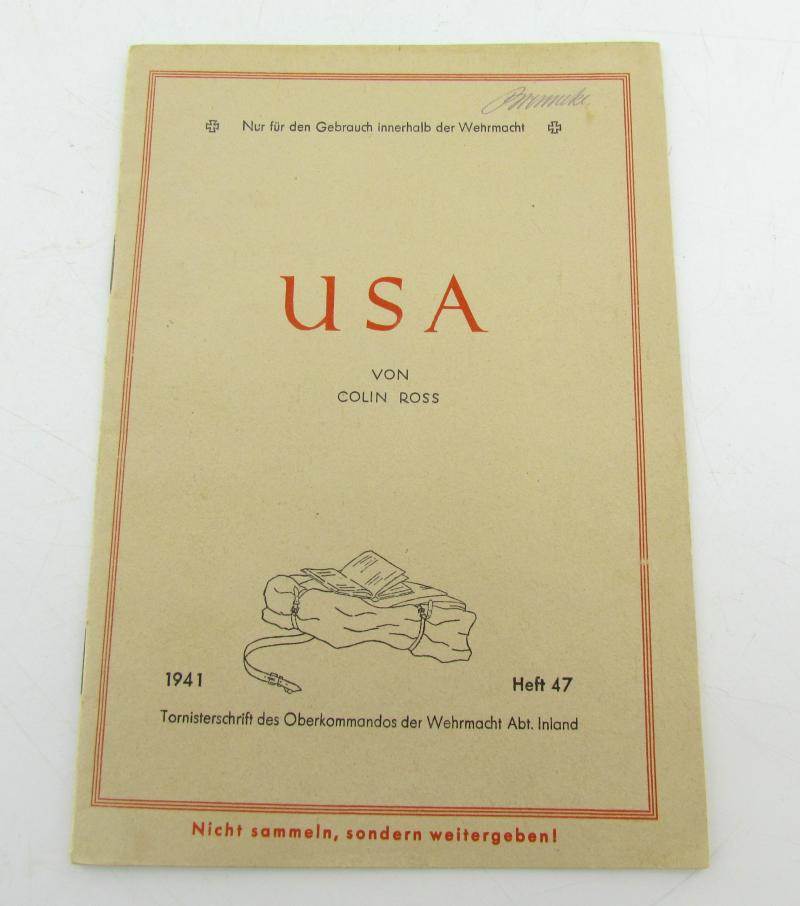 Nur für den Gebrauch innerhalb der Wehrmacht
USA
VON
COLIN ROSS
1941
Heft 47
Tornisterschrift des Oberkommandos der Wehrmacht Abt. Inland
Nicht sammeln, sondern weitergeben!